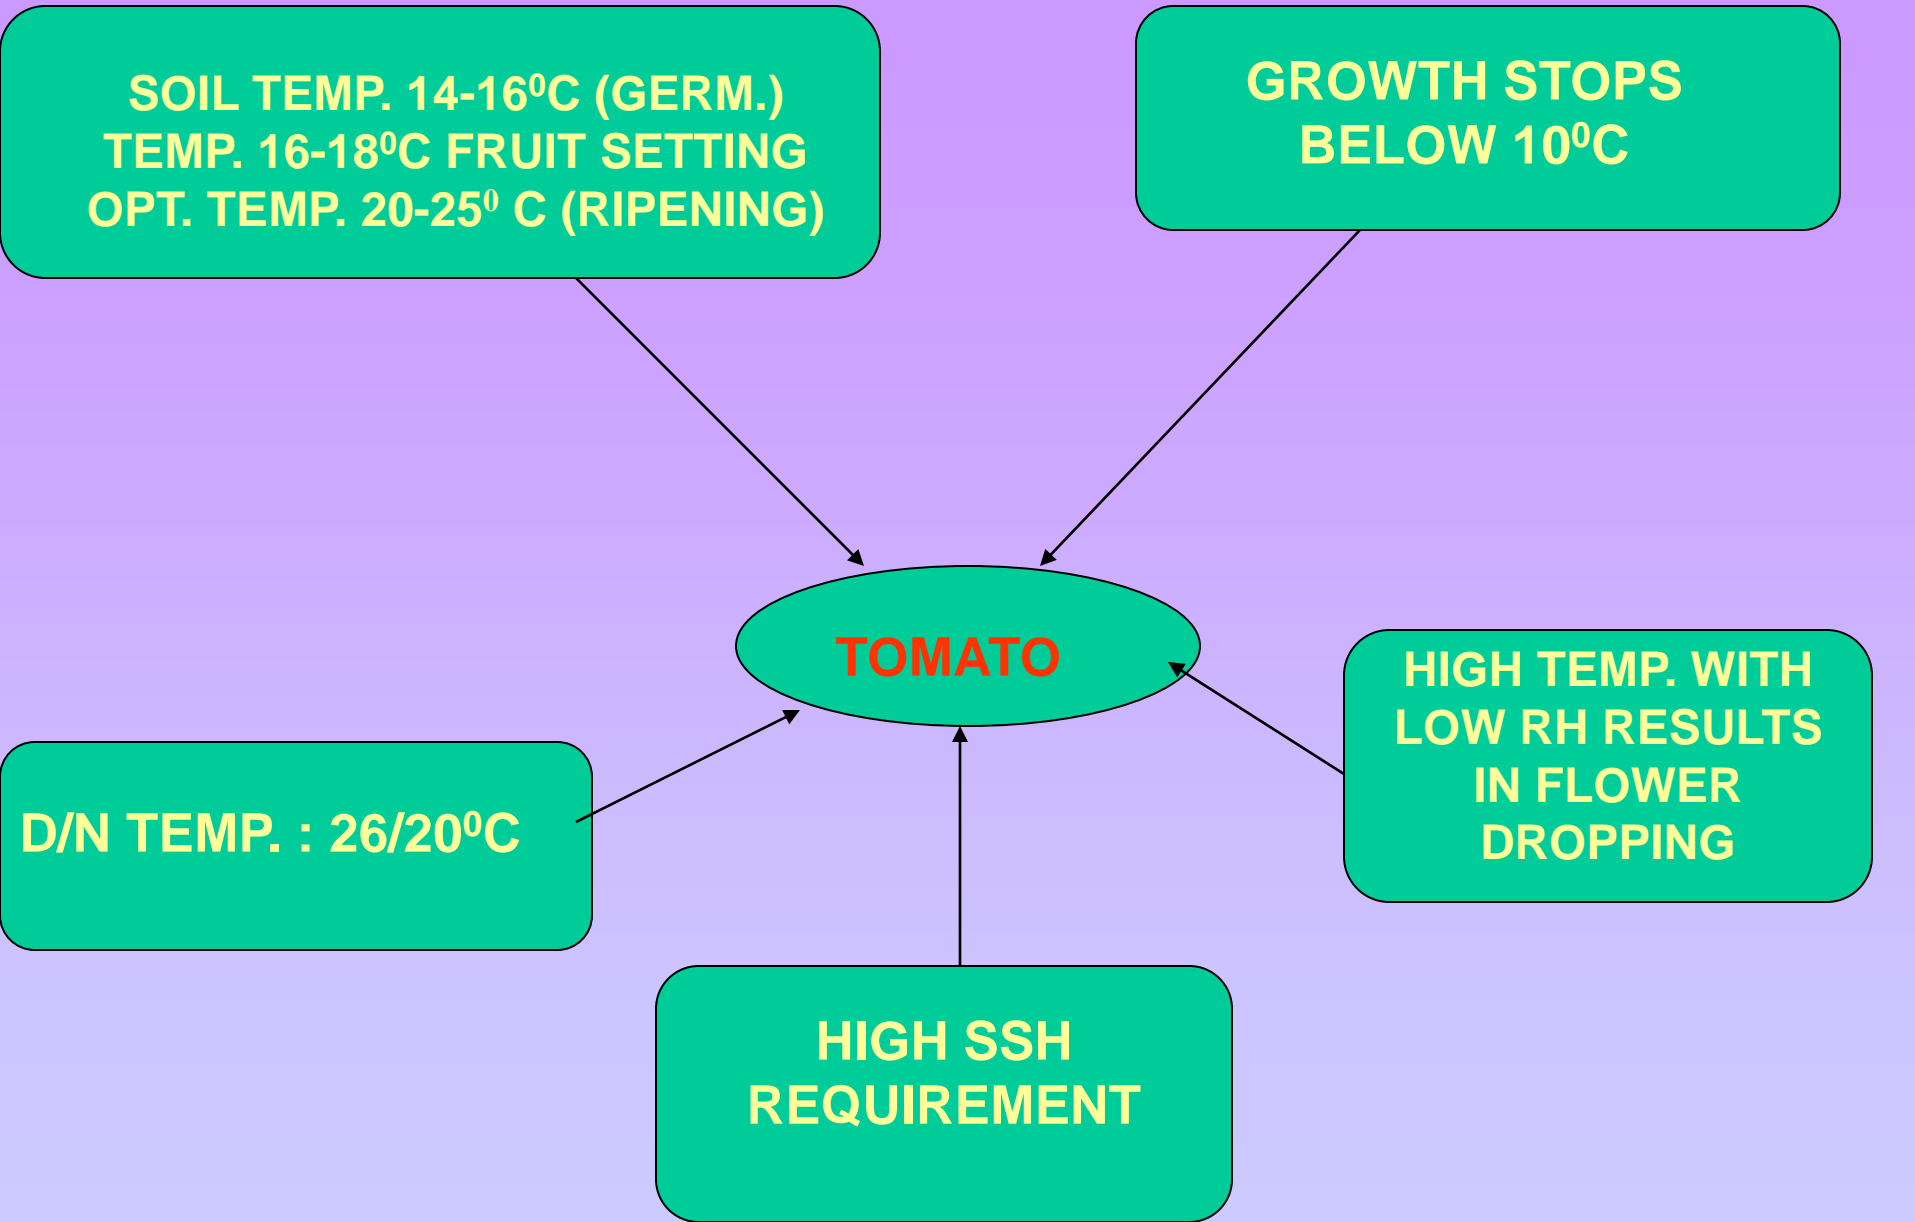 SOIL TEMP. 14-16⁰C (GERM.)
TEMP. 16-18⁰C FRUIT SETTING
OPT. TEMP. 20-25⁰ C (RIPENING)
GROWTH STOPS
BELOW 10⁰C
TOMATO
HIGH TEMP. WITH
LOW RH RESULTS
IN FLOWER
DROPPING
D/N TEMP. : 26/20⁰C
HIGH SSH
REQUIREMENT